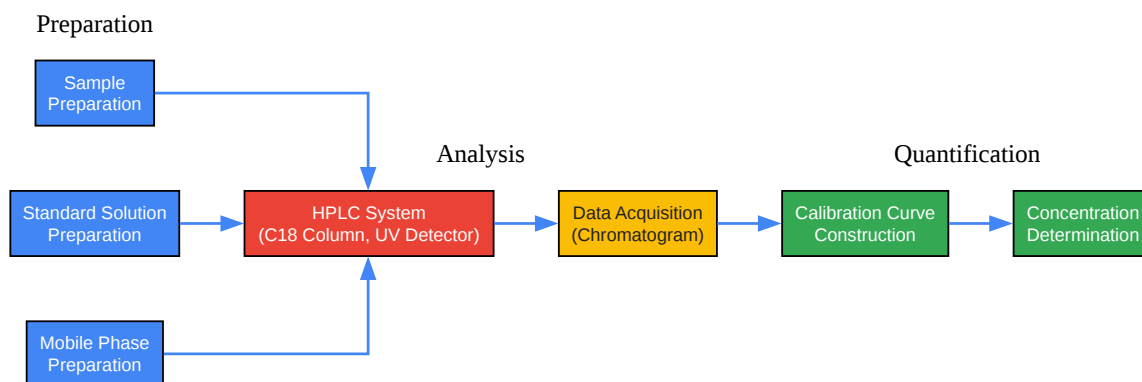 Preparation
Sample
Preparation
Analysis
Quantification
Standard Solution
Preparation
HPLC System
(C18 Column, UV Detector)
Data Acquisition
(Chromatogram)
Calibration Curve
Construction
Concentration
Determination
Mobile Phase
Preparation